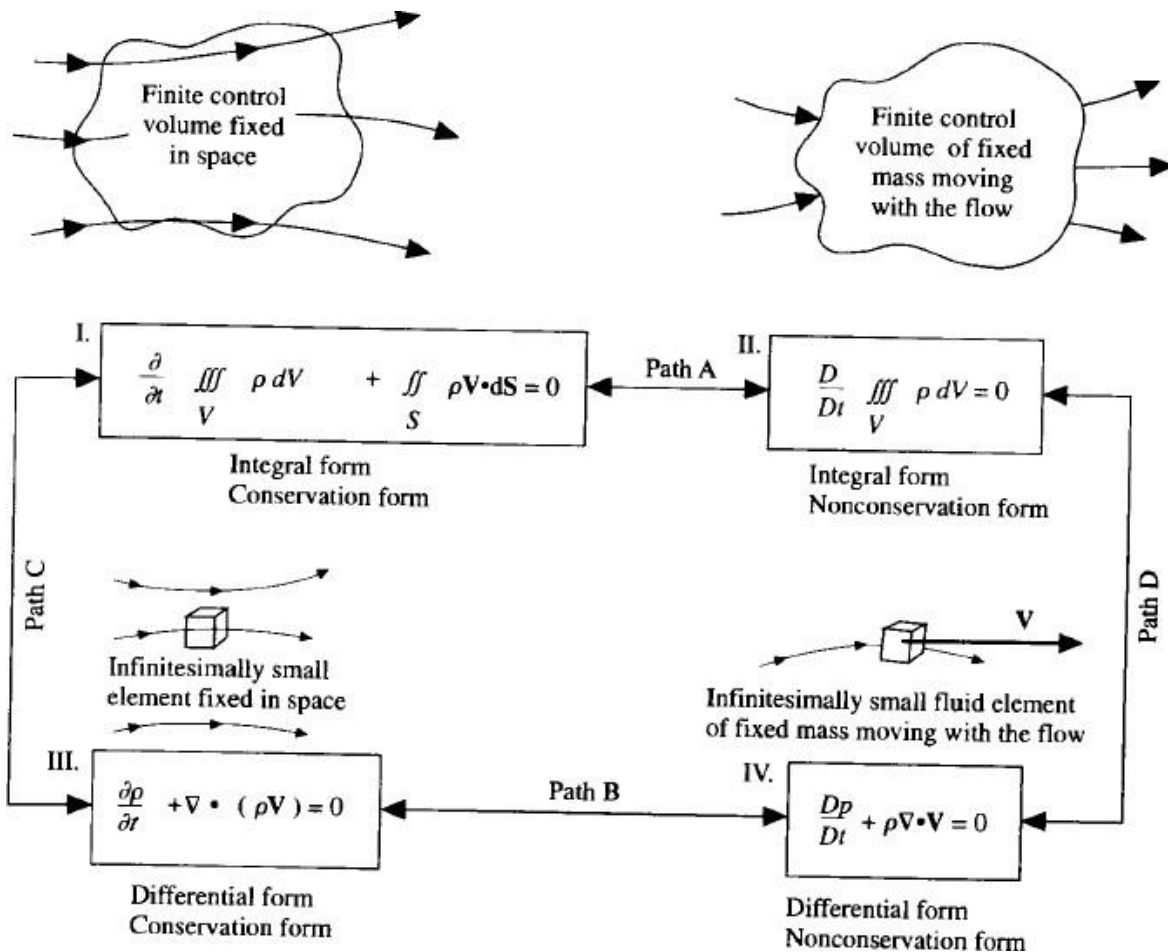 Finite control
volume fixed
in space
Finite control
volume of fixed
mass moving
with the flow
I.
∂/∂t ∭V ρ dV + ∬S ρV•dS = 0
Integral form
Conservation form
Path A
II.
D/Dt ∭V ρ dV = 0
Integral form
Nonconservation form
Path C
Path D
Infinitesimally small
element fixed in space
V
Infinitesimally small fluid element
of fixed mass moving with the flow
III.
∂ρ/∂t + ∇ • (ρV) = 0
Differential form
Conservation form
Path B
IV.
Dp/Dt + ρ∇•V = 0
Differential form
Nonconservation form